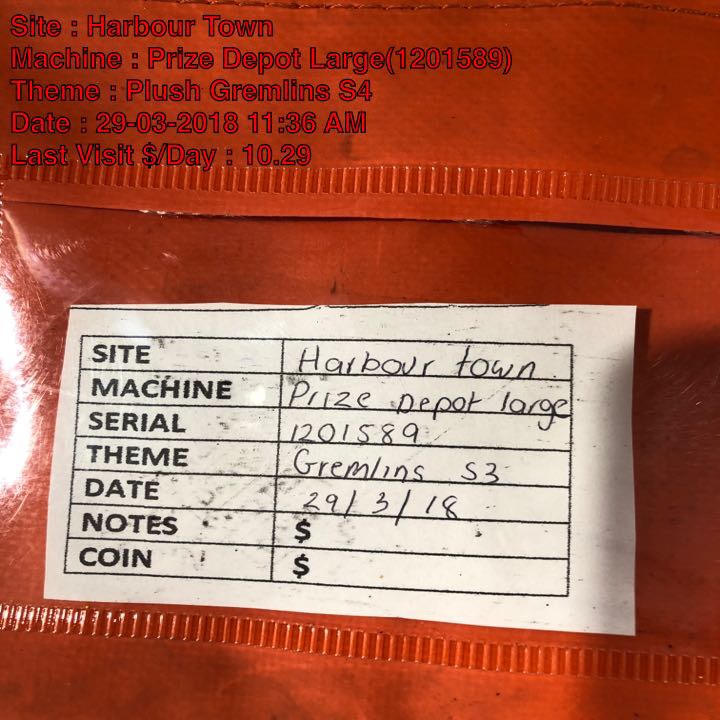 Site : Harbour Town
Machine : Prize Depot Large(1201589)
Theme : Plush Gremlins S4
Date : 29-03-2018 11:36 AM
Last Visit $/Day : 10.29
SITE Harbour town
MACHINE Prize Depot large
SERIAL 1201589
THEME Gremlins S3
DATE 29/3/18
NOTES $
COIN $